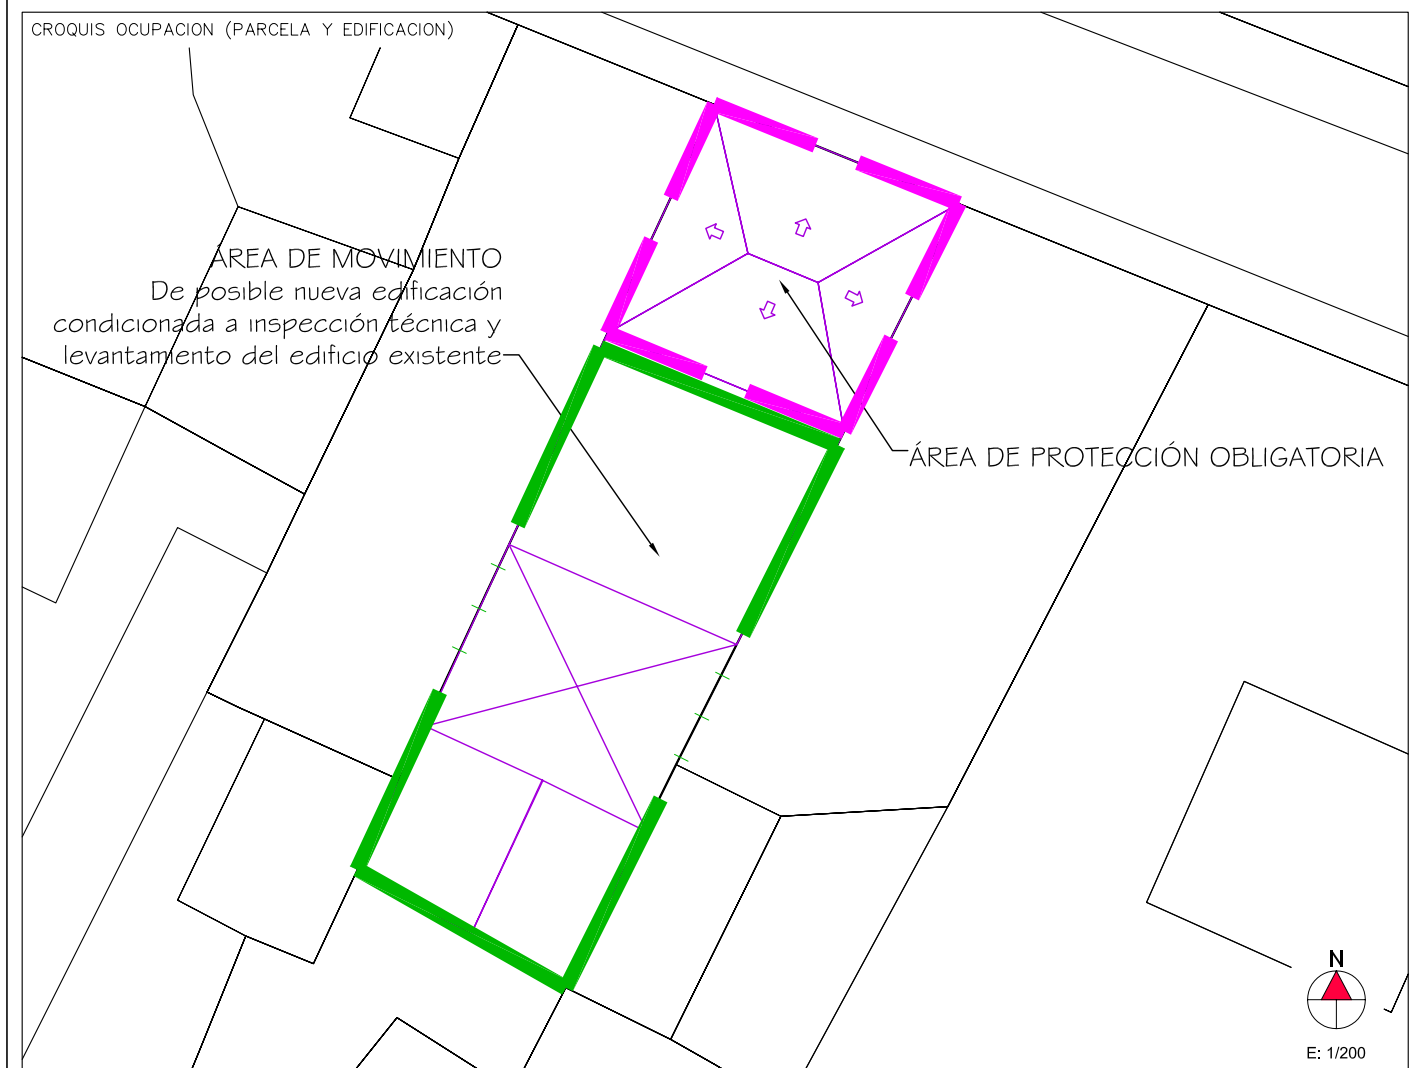 CROQUIS OCUPACION (PARCELA Y EDIFICACION)
ÁREA DE MOVIMIENTO
De posible nueva edificación
condicionada a inspección técnica y
levantamiento del edificio existente
ÁREA DE PROTECCIÓN OBLIGATORIA
N
E: 1/200